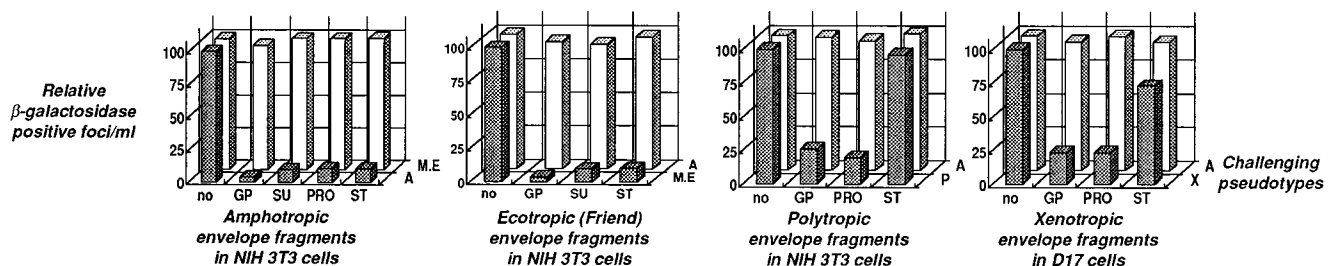 Relative
β-galactosidase
positive foci/ml
100
75
50
25
0
no GP SU PRO ST
M.E
A
Amphotropic
envelope fragments
in NIH 3T3 cells
100
75
50
25
0
no GP SU ST
A
M.E
Ecotropic (Friend)
envelope fragments
in NIH 3T3 cells
100
75
50
25
0
no GP PRO ST
A
P
Polytropic
envelope fragments
in NIH 3T3 cells
100
75
50
25
0
no GP PRO ST
A
X
Xenotropic
envelope fragments
in D17 cells
Challenging
pseudotypes